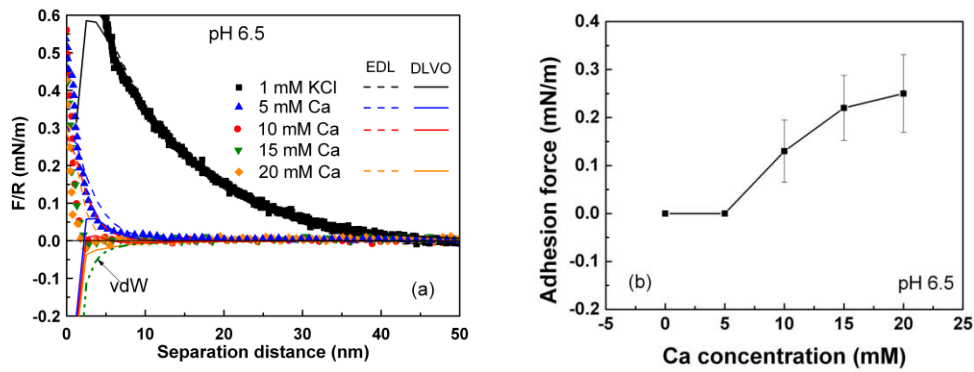 pH 6.5
EDL DLVO
1 mM KCl
5 mM Ca
10 mM Ca
15 mM Ca
20 mM Ca
vdW
(a)
F/R (mN/m)
0.6
0.5
0.4
0.3
0.2
0.1
0.0
-0.1
-0.2
0 10 20 30 40 50
Separation distance (nm)
Adhesion force (mN/m)
0.4
0.3
0.2
0.1
0.0
0.1
0.2
(b)
pH 6.5
-5 0 5 10 15 20 25
Ca concentration (mM)